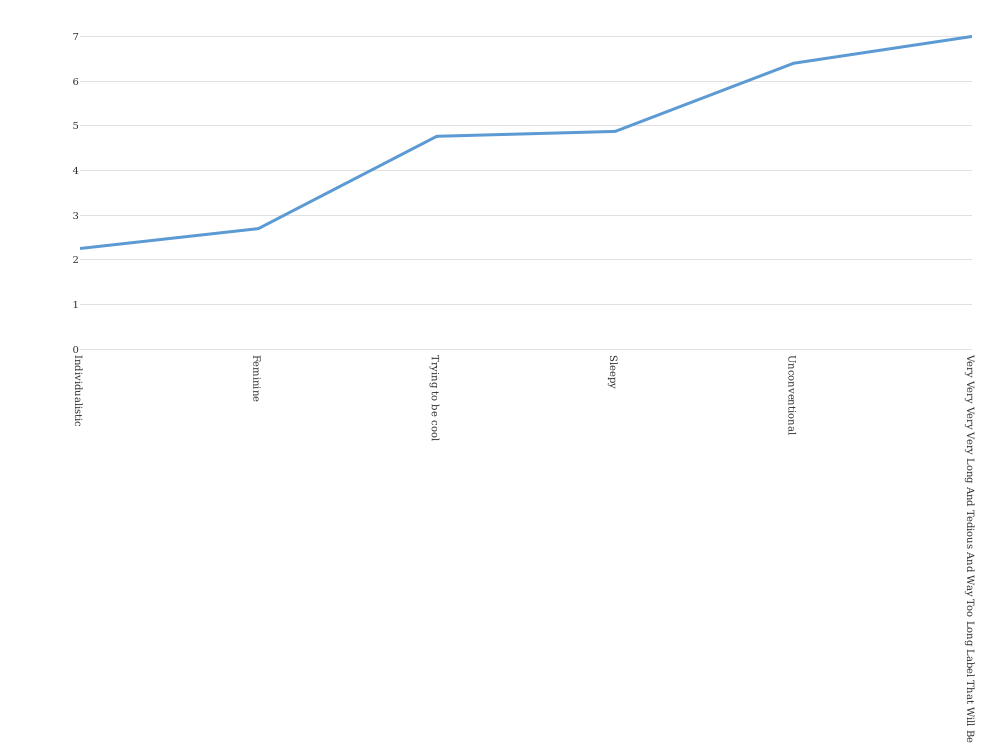 7
6
5
4
3
2
1
0
Individualistic
Feminine
Trying to be cool
Sleepy
Unconventional
Very Very Very Very Long And Tedious And Way Too Long Label That Will Be